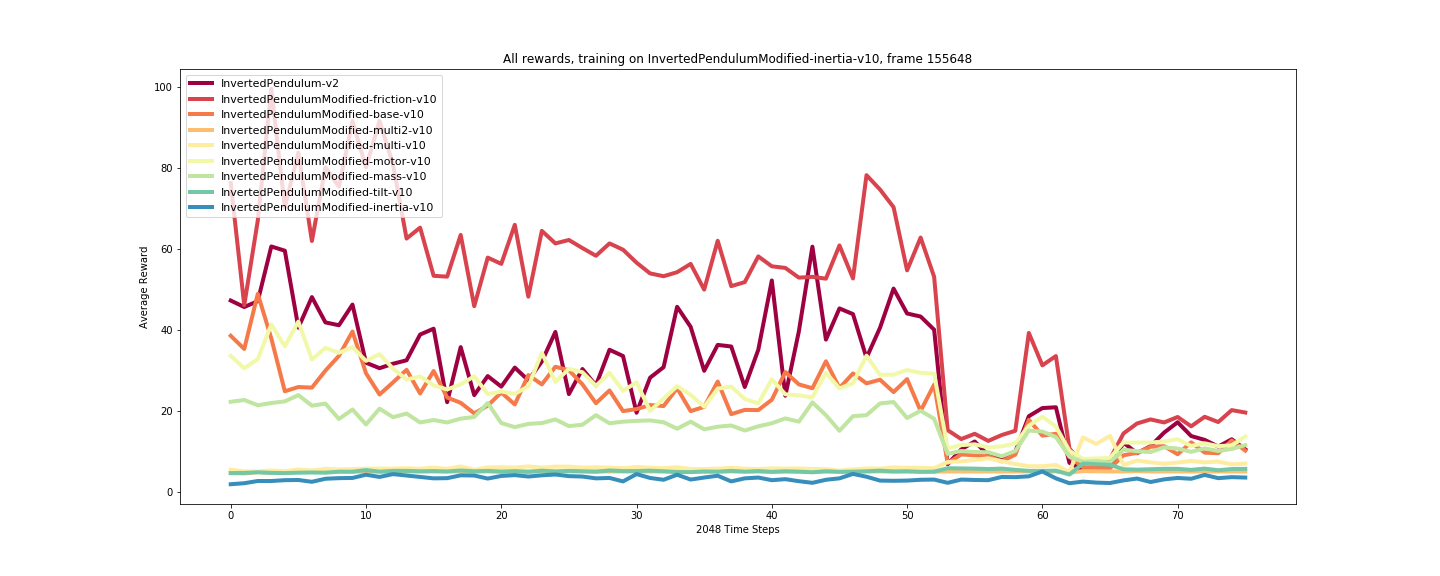 All rewards, training on InvertedPendulumModified-inertia-v10, frame 155648
InvertedPendulum-v2
InvertedPendulumModified-friction-v10
InvertedPendulumModified-base-v10
InvertedPendulumModified-multi2-v10
InvertedPendulumModified-multi-v10
InvertedPendulumModified-motor-v10
InvertedPendulumModified-mass-v10
InvertedPendulumModified-tilt-v10
InvertedPendulumModified-inertia-v10
100
80
60
40
20
0
Average Reward
0 10 20 30 40 50 60 70
2048 Time Steps